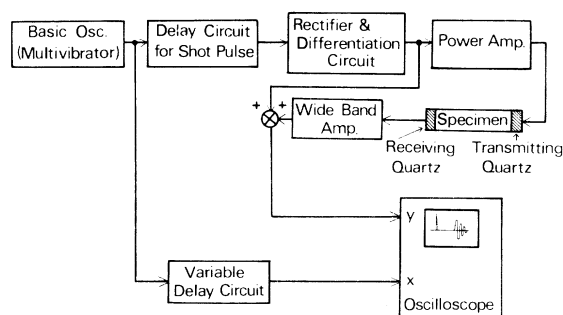 Basic Osc.
(Multivibrator)
Delay Circuit
for Shot Pulse
Rectifier &
Differentiation
Circuit
Power Amp.
+ +
Wide Band
Amp.
Specimen
Receiving
Quartz
Transmitting
Quartz
y
Variable
Delay Circuit
x
Oscilloscope